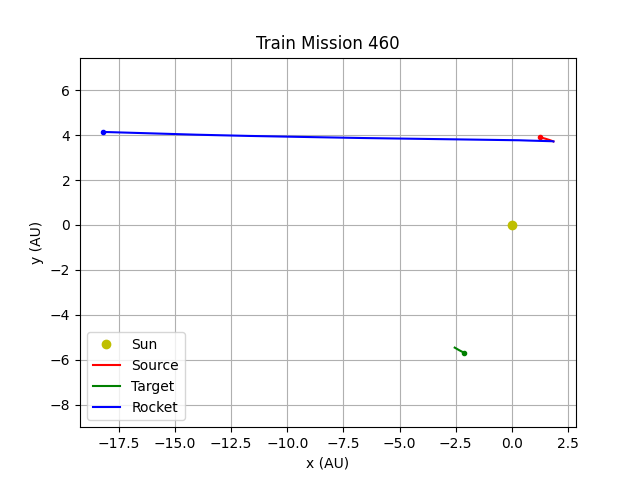 Train Mission 460
y (AU)
6
4
2
0
−2
−4
−6
−8
Sun
Source
Target
Rocket
−17.5 −15.0 −12.5 −10.0 −7.5 −5.0 −2.5 0.0 2.5
x (AU)